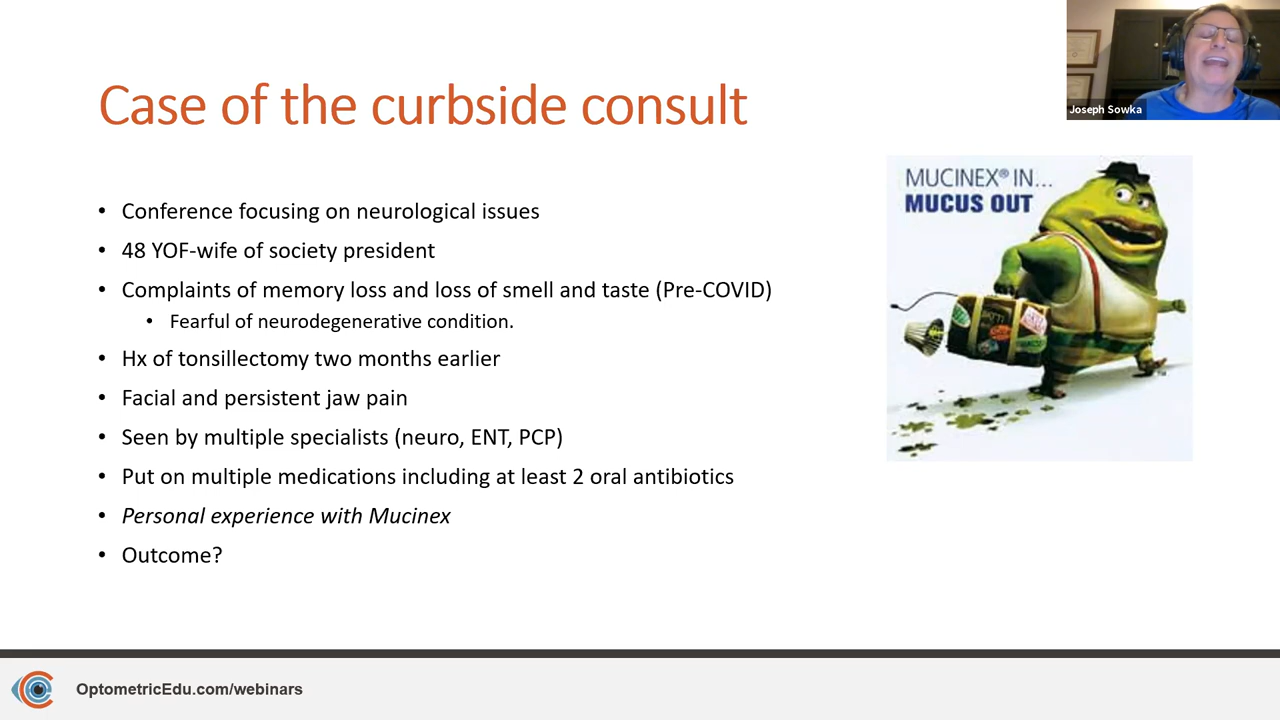 Case of the curbside consult
Joseph Sowka
MUCINEX® IN...
MUCUS OUT
• Conference focusing on neurological issues
• 48 YOF-wife of society president
• Complaints of memory loss and loss of smell and taste (Pre-COVID)
• Fearful of neurodegenerative condition.
• Hx of tonsillectomy two months earlier
• Facial and persistent jaw pain
• Seen by multiple specialists (neuro, ENT, PCP)
• Put on multiple medications including at least 2 oral antibiotics
• Personal experience with Mucinex
• Outcome?
OptometricEdu.com/webinars